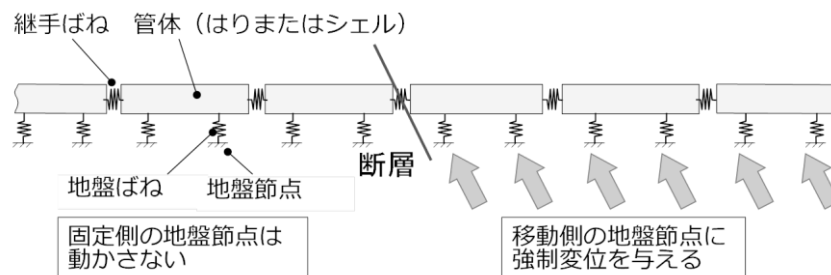 継手ばね 管体（はりまたはシェル）
断層
地盤ばね 地盤節点
固定側の地盤節点は
動かさない
移動側の地盤節点に
強制変位を与える